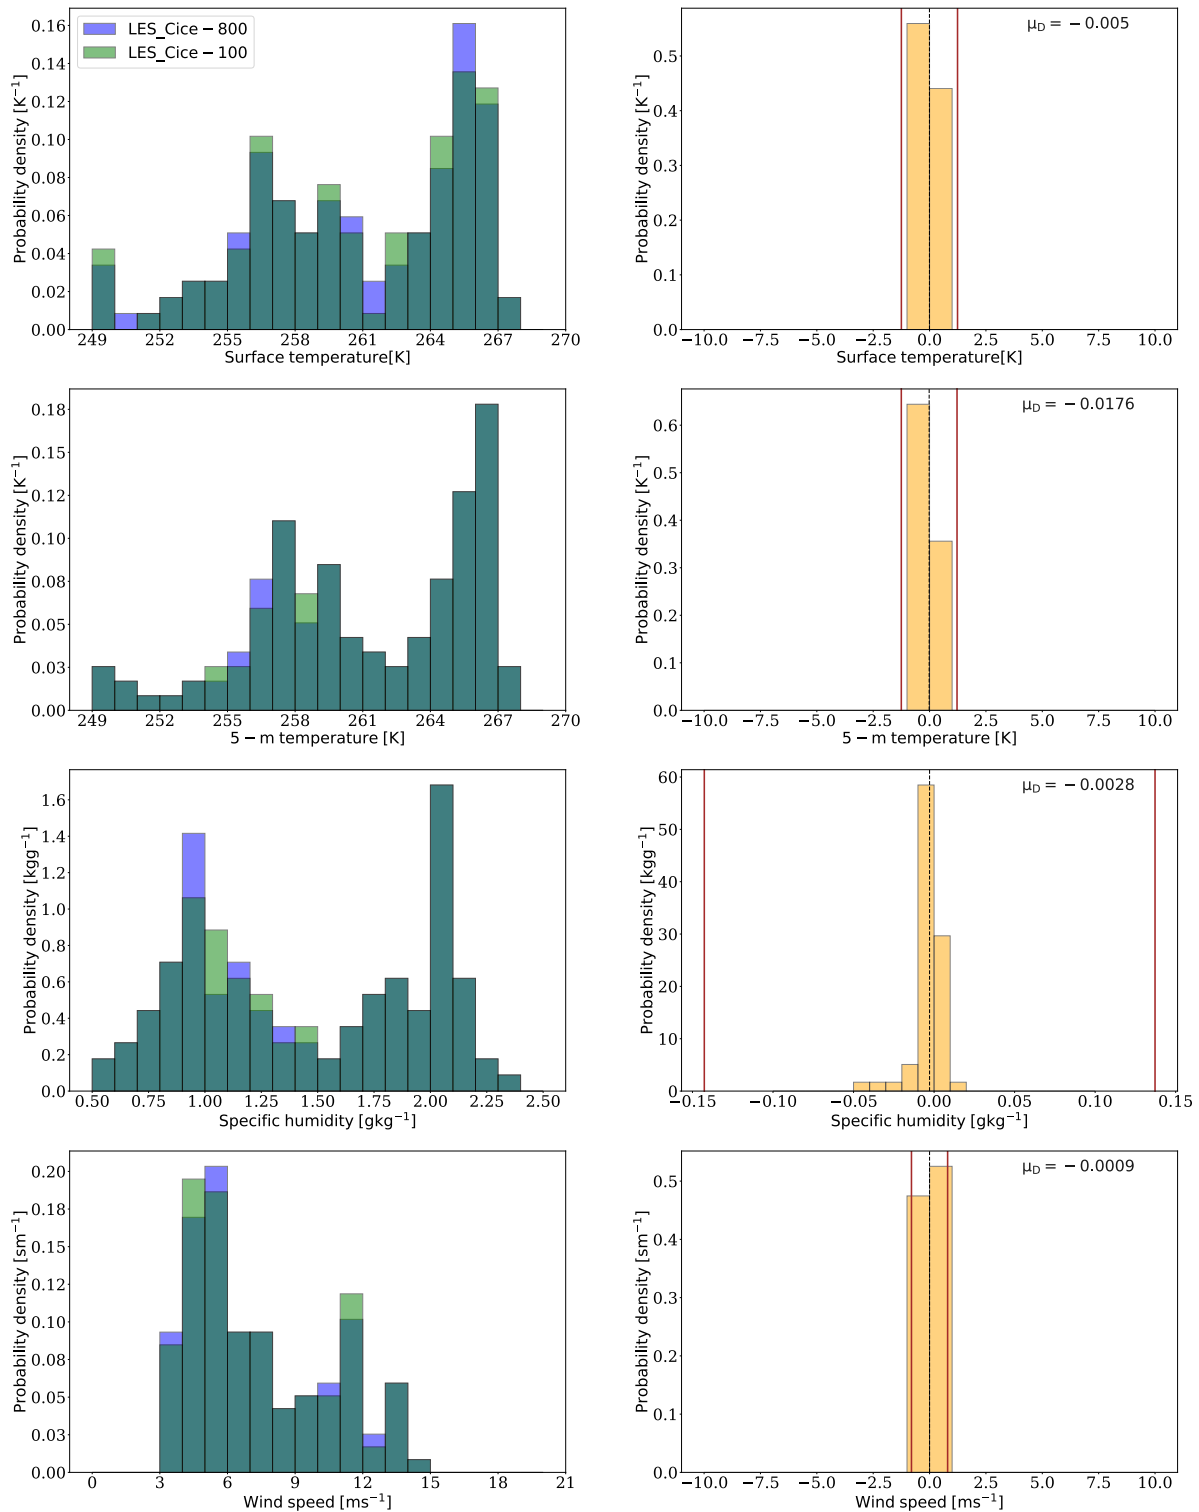 LES_Cice − 800
LES_Cice − 100
Probability density [K⁻¹]
0.16
0.14
0.12
0.10
0.08
0.06
0.04
0.02
0.00
249 252 255 258 261 264 267 270
Surface temperature[K]
μD = −0.005
Probability density [K⁻¹]
0.5
0.4
0.3
0.2
0.1
0.0
−10.0 −7.5 −5.0 −2.5 0.0 2.5 5.0 7.5 10.0
Surface temperature[K]
Probability density [K⁻¹]
0.18
0.15
0.12
0.10
0.08
0.05
0.03
0.00
249 252 255 258 261 264 267 270
5 − m temperature [K]
μD = −0.0176
Probability density [K⁻¹]
0.6
0.5
0.4
0.3
0.2
0.1
0.0
−10.0 −7.5 −5.0 −2.5 0.0 2.5 5.0 7.5 10.0
5 − m temperature [K]
Probability density [kgg⁻¹]
1.6
1.4
1.2
1.0
0.8
0.6
0.4
0.2
0.0
0.50 0.75 1.00 1.25 1.50 1.75 2.00 2.25 2.50
Specific humidity [gkg⁻¹]
μD = −0.0028
Probability density [kgg⁻¹]
60
50
40
30
20
10
0
−0.15 −0.10 −0.05 0.00 0.05 0.10 0.15
Specific humidity [gkg⁻¹]
Probability density [sm⁻¹]
0.20
0.18
0.15
0.12
0.10
0.08
0.05
0.03
0.00
0 3 6 9 12 15 18 21
Wind speed [ms⁻¹]
μD = −0.0009
Probability density [sm⁻¹]
0.5
0.4
0.3
0.2
0.1
0.0
−10.0 −7.5 −5.0 −2.5 0.0 2.5 5.0 7.5 10.0
Wind speed [ms⁻¹]